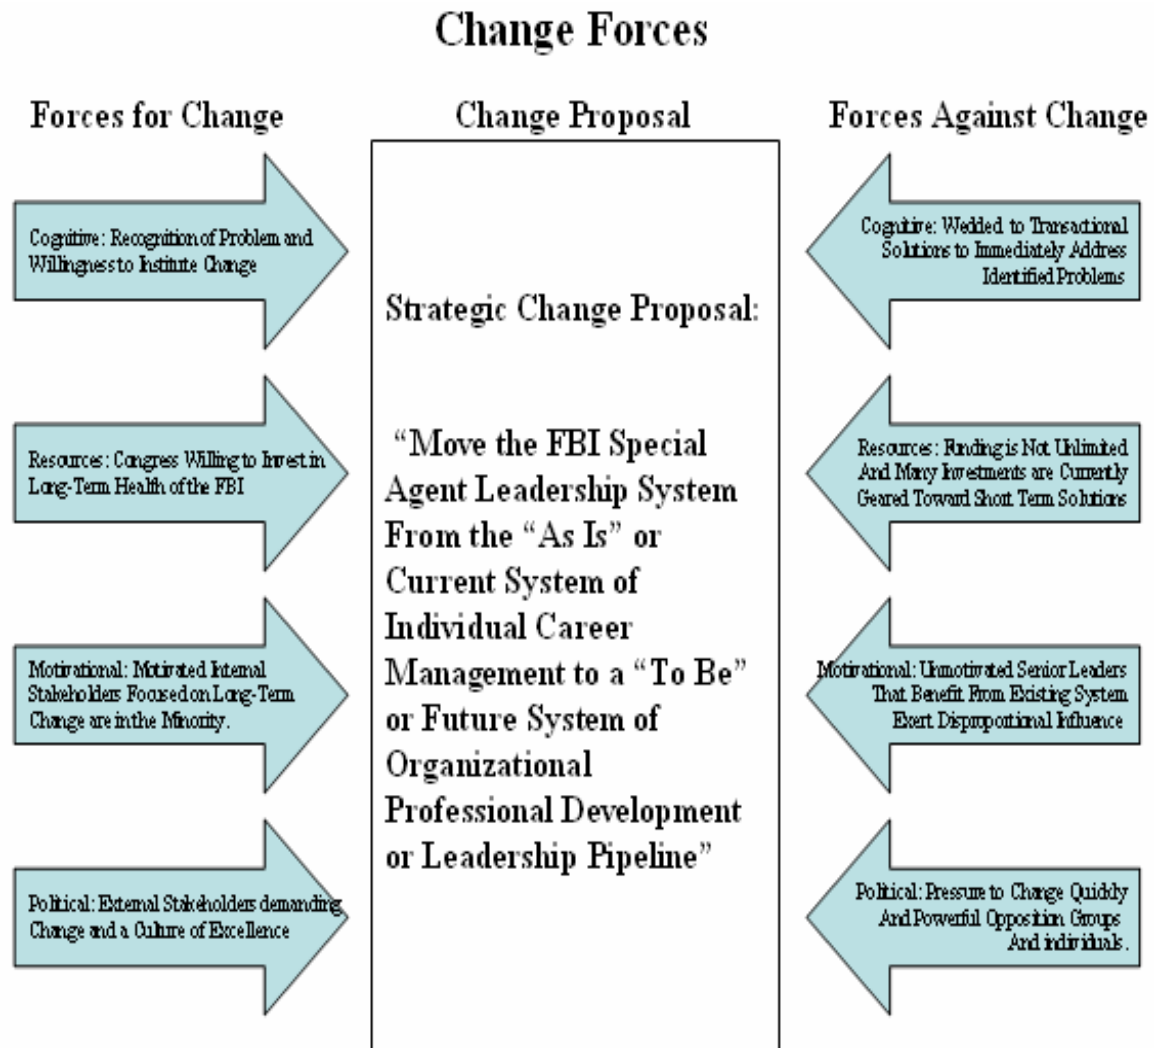 Change Forces
Forces for Change
Change Proposal
Forces Against Change
Cognitive: Recognition of Problem and
Willingness to Institute Change
Resources: Congress Willing to Invest in
Long-Term Health of the FBI
Motivational: Motivated Internal
Stakeholders Focused on Long-Term
Change are in the Minority.
Political: External Stakeholders demanding
Change and a Culture of Excellence
Strategic Change Proposal:
“Move the FBI Special
Agent Leadership System
From the “As Is” or
Current System of
Individual Career
Management to a “To Be”
or Future System of
Organizational
Professional Development
or Leadership Pipeline”
Cognitive: Wedded to Transactional
Solutions to Immediately Address
Identified Problems
Resources: Funding is Not Unlimited
And Many Investments are Currently
Geared Toward Short Term Solutions
Motivational: Unmotivated Senior Leaders
That Benefit From Existing System
Exert Disproportional Influence
Political: Pressure to Change Quickly
And Powerful Opposition Groups
And individuals.